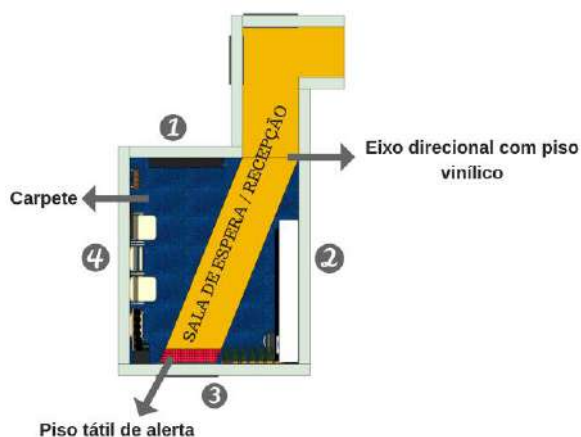 1
Eixo direcional com piso
vinílico
Carpete
SALA DE ESPERA / RECEPÇÃO
4
2
3
Piso tátil de alerta